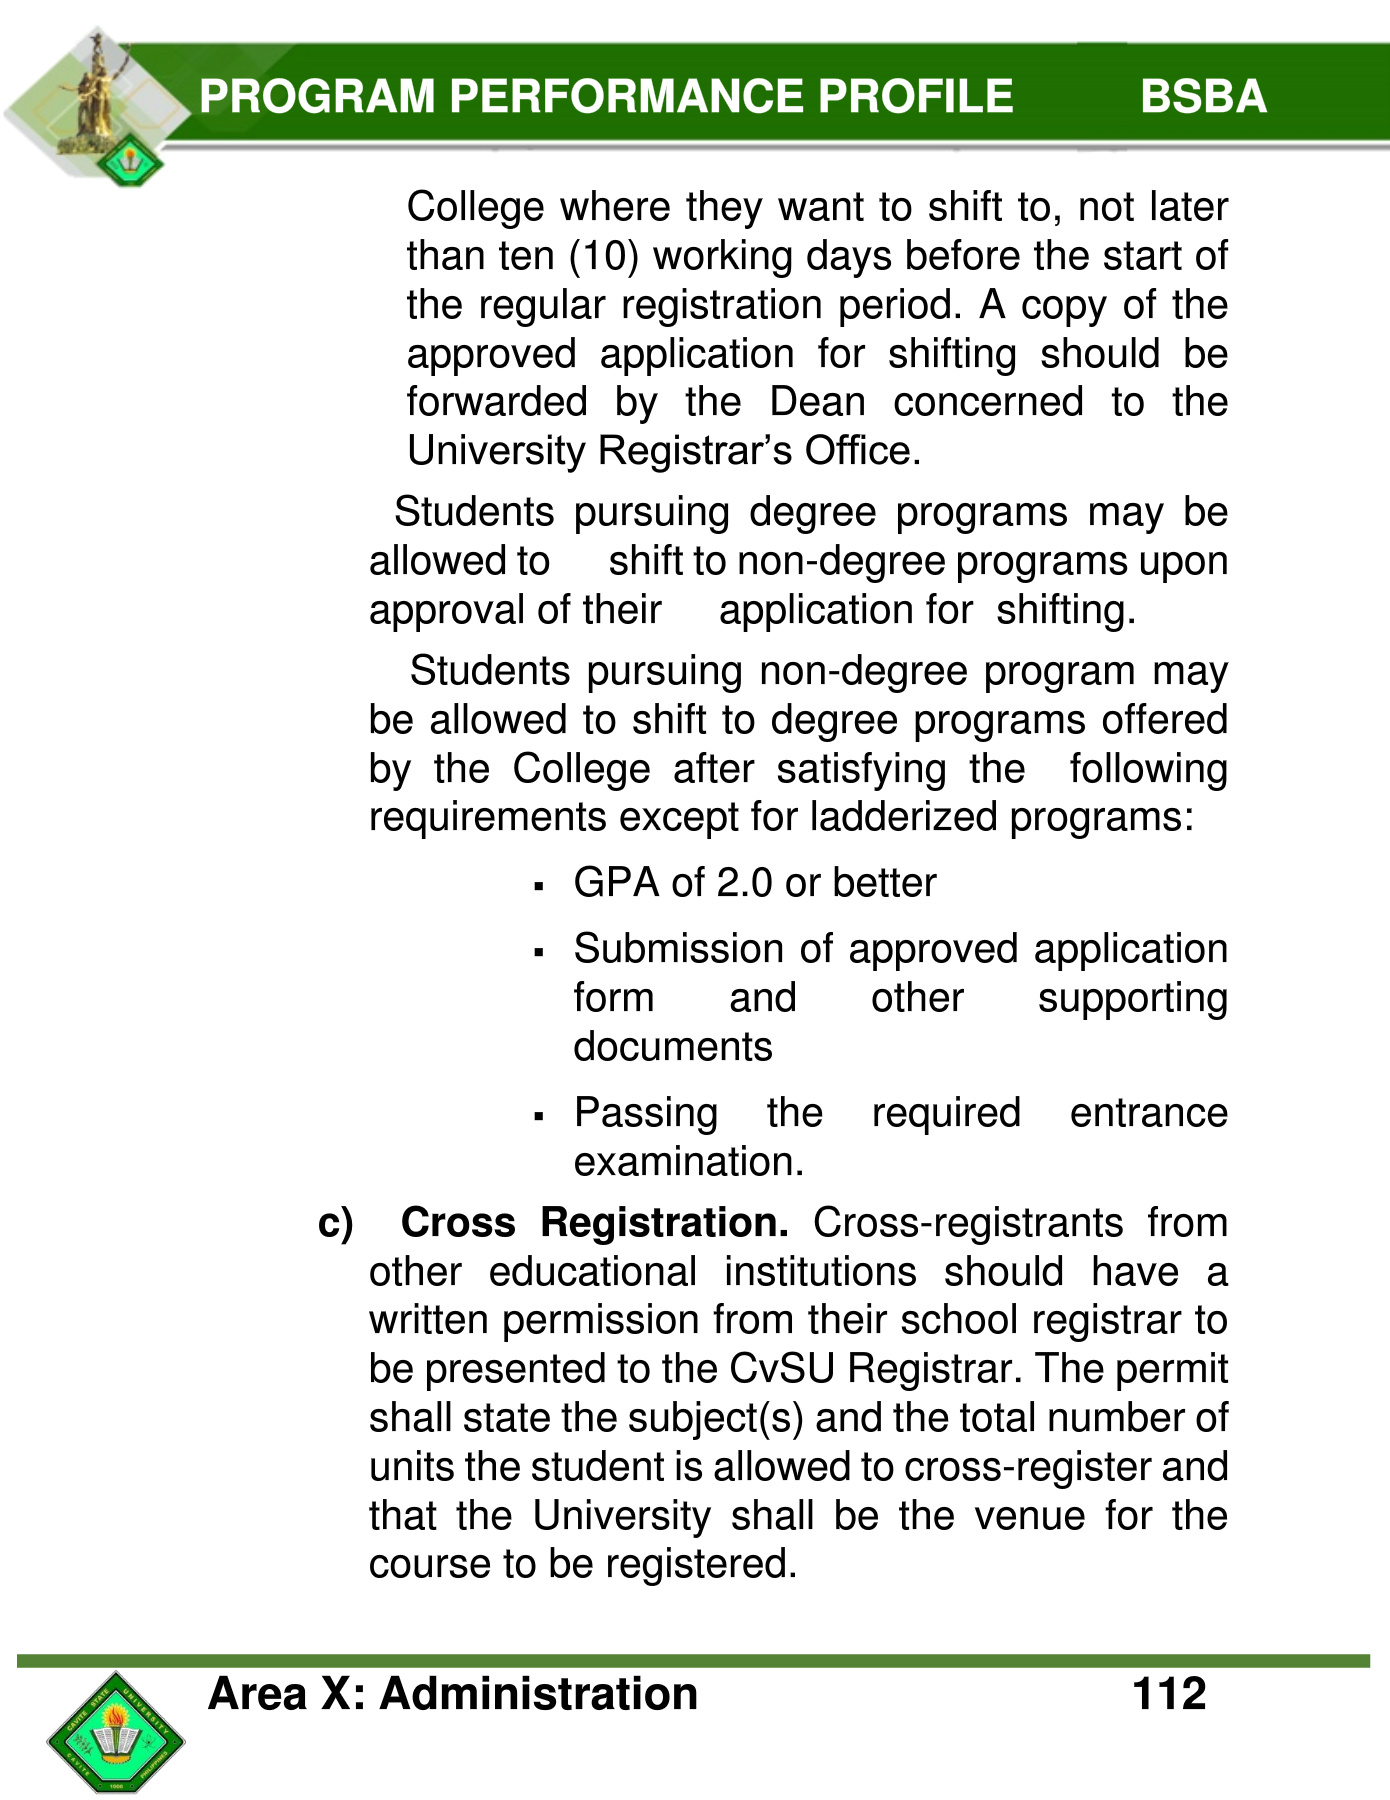 PROGRAM PERFORMANCE PROFILE BSBA
College where they want to shift to, not later
than ten (10) working days before the start of
the regular registration period. A copy of the
approved application for shifting should be
forwarded by the Dean concerned to the
University Registrar’s Office.
Students pursuing degree programs may be
allowed to shift to non-degree programs upon
approval of their application for shifting.
Students pursuing non-degree program may
be allowed to shift to degree programs offered
by the College after satisfying the following
requirements except for ladderized programs:
▪ GPA of 2.0 or better
▪ Submission of approved application
form and other supporting
documents
▪ Passing the required entrance
examination.
c) Cross Registration. Cross-registrants from
other educational institutions should have a
written permission from their school registrar to
be presented to the CvSU Registrar. The permit
shall state the subject(s) and the total number of
units the student is allowed to cross-register and
that the University shall be the venue for the
course to be registered.
Area X: Administration 112
CAVITE STATE UNIVERSITY
CAVITE PHILIPPINES
1906